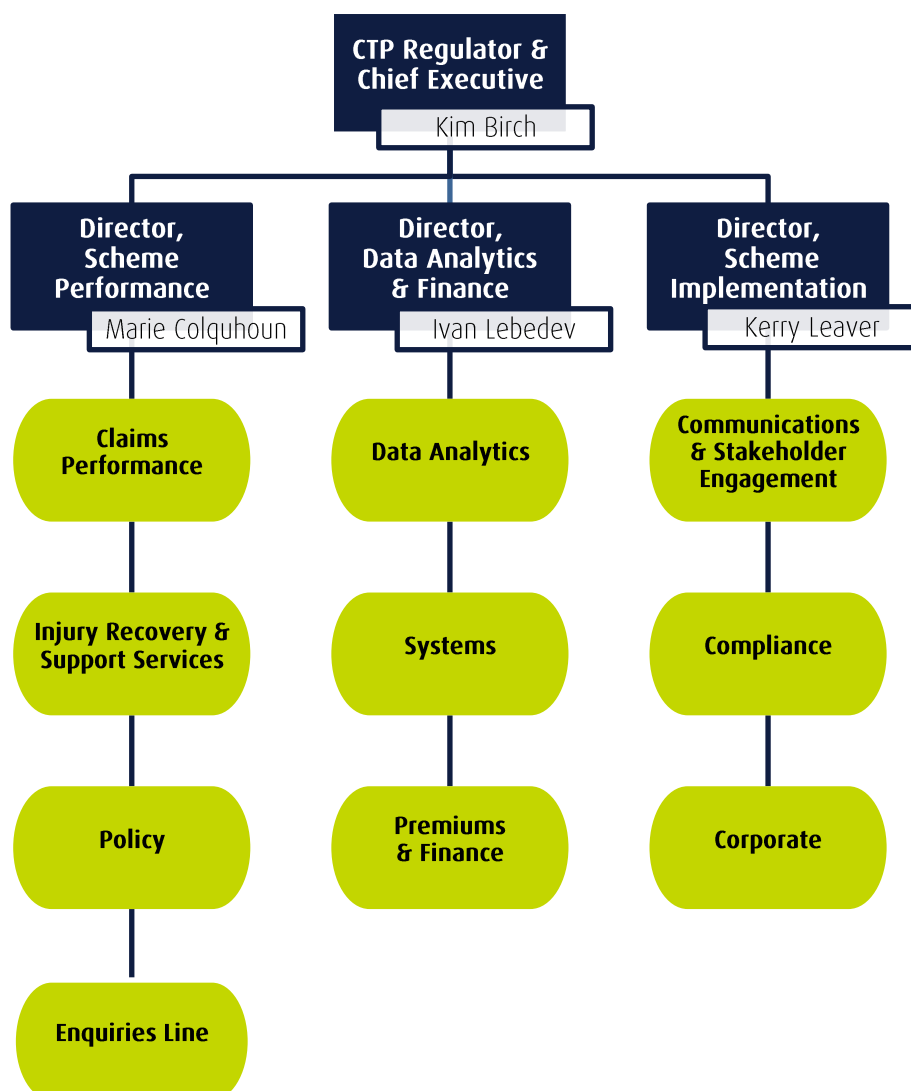 CTP Regulator &
Chief Executive
Kim Birch
Director,
Scheme
Performance
Marie Colquhoun
Director,
Data Analytics
& Finance
Ivan Lebedev
Director,
Scheme
Implementation
Kerry Leaver
Claims
Performance
Data Analytics
Communications
& Stakeholder
Engagement
Injury Recovery &
Support Services
Systems
Compliance
Policy
Premiums
& Finance
Corporate
Enquiries Line